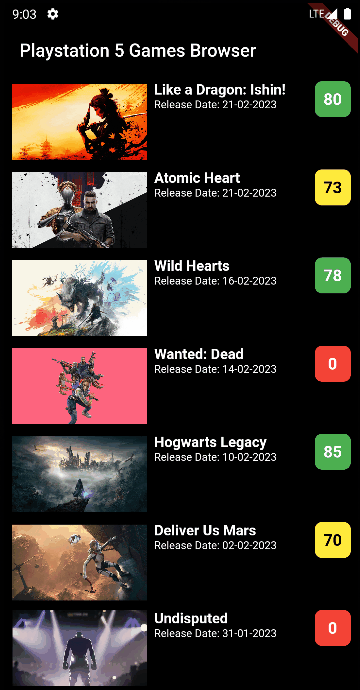 9:03 LTE
DEBUG
Playstation 5 Games Browser
Like a Dragon: Ishin!
Release Date: 21-02-2023
80
Atomic Heart
Release Date: 21-02-2023
73
Wild Hearts
Release Date: 16-02-2023
78
Wanted: Dead
Release Date: 14-02-2023
0
Hogwarts Legacy
Release Date: 10-02-2023
85
Deliver Us Mars
Release Date: 02-02-2023
70
Undisputed
Release Date: 31-01-2023
0